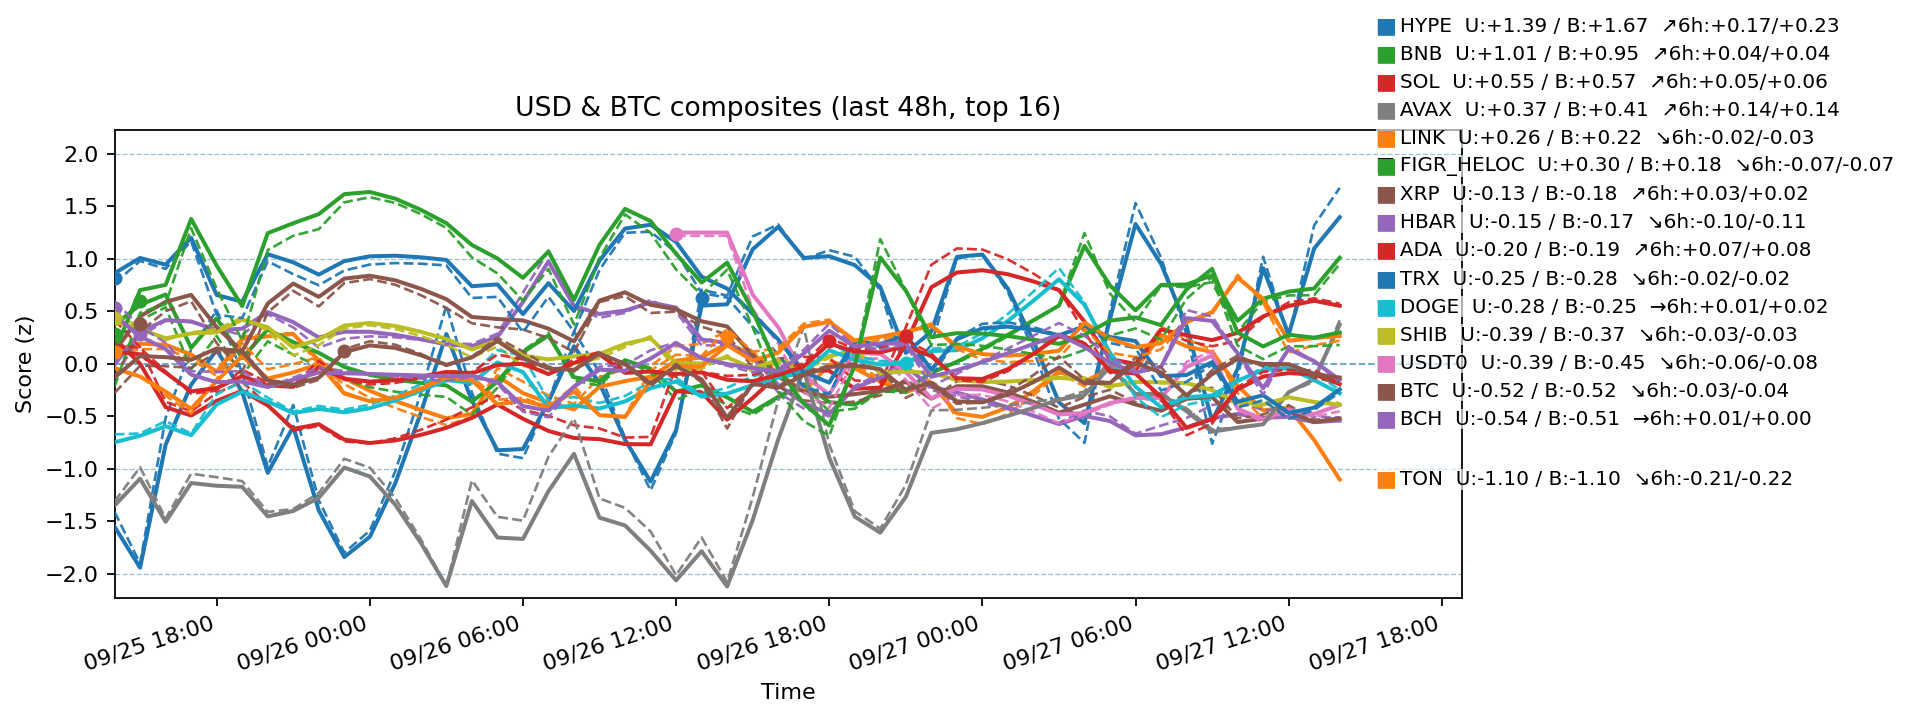 HYPE  U:+1.39 / B:+1.67  ↗6h:+0.17/+0.23
BNB  U:+1.01 / B:+0.95  ↗6h:+0.04/+0.04
SOL  U:+0.55 / B:+0.57  ↗6h:+0.05/+0.06
USD & BTC composites (last 48h, top 16)
AVAX  U:+0.37 / B:+0.41  ↗6h:+0.14/+0.14
LINK  U:+0.26 / B:+0.22  ↘6h:-0.02/-0.03
FIGR_HELOC  U:+0.30 / B:+0.18  ↘6h:-0.07/-0.07
XRP  U:-0.13 / B:-0.18  ↗6h:+0.03/+0.02
HBAR  U:-0.15 / B:-0.17  ↘6h:-0.10/-0.11
ADA  U:-0.20 / B:-0.19  ↗6h:+0.07/+0.08
TRX  U:-0.25 / B:-0.28  ↘6h:-0.02/-0.02
DOGE  U:-0.28 / B:-0.25  →6h:+0.01/+0.02
SHIB  U:-0.39 / B:-0.37  ↘6h:-0.03/-0.03
USDT0  U:-0.39 / B:-0.45  ↘6h:-0.06/-0.08
BTC  U:-0.52 / B:-0.52  ↘6h:-0.03/-0.04
BCH  U:-0.54 / B:-0.51  →6h:+0.01/+0.00
TON  U:-1.10 / B:-1.10  ↘6h:-0.21/-0.22
Score (z)
2.0
1.5
1.0
0.5
0.0
−0.5
−1.0
−1.5
−2.0
09/25 18:00
09/26 00:00
09/26 06:00
09/26 12:00
09/26 18:00
09/27 00:00
09/27 06:00
09/27 12:00
09/27 18:00
Time